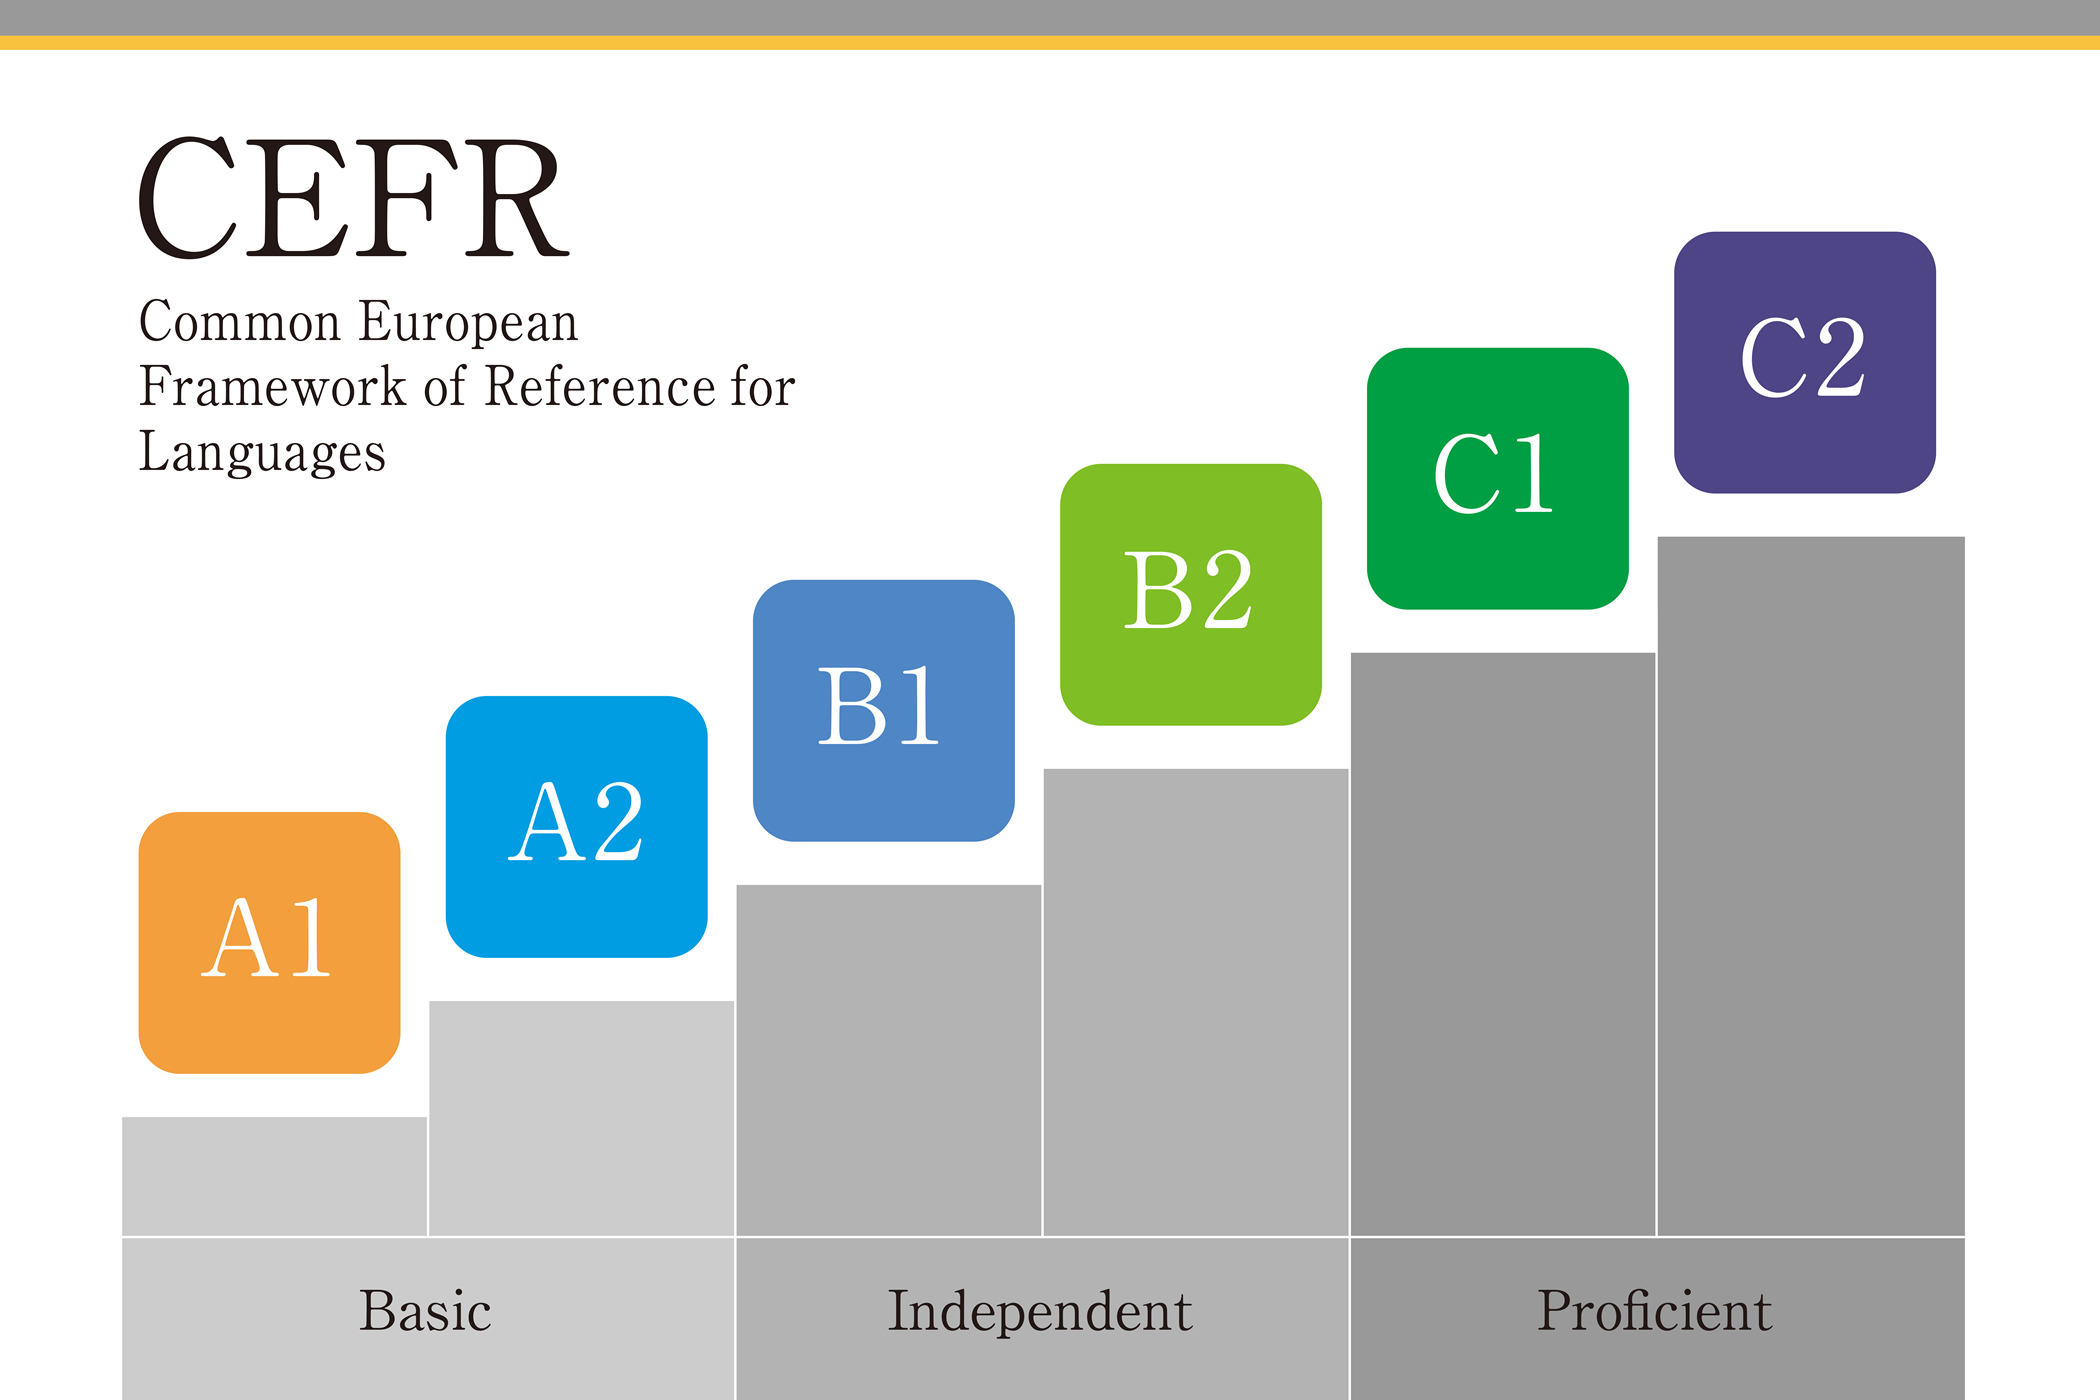 CEFR
Common European
Framework of Reference for
Languages
A1
A2
B1
B2
C1
C2
Basic
Independent
Proficient